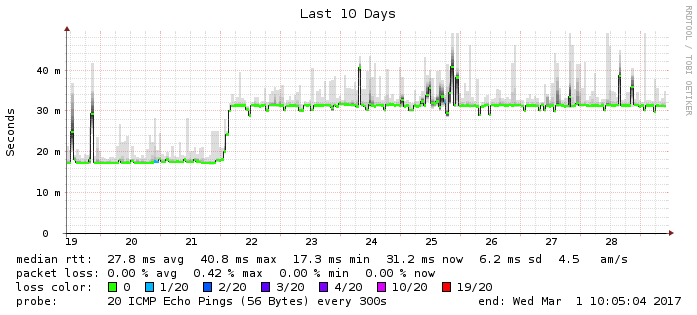 Last 10 Days
RRDTOOL / TOBI OETIKER
Seconds
40 m
30 m
20 m
10 m
0
19 20 21 22 23 24 25 26 27 28
median rtt: 27.8 ms avg 40.8 ms max 17.3 ms min 31.2 ms now 6.2 ms sd 4.5 am/s
packet loss: 0.00 % avg 0.42 % max 0.00 % min 0.00 % now
loss color: 0 1/20 2/20 3/20 4/20 10/20 19/20
probe: 20 ICMP Echo Pings (56 Bytes) every 300s end: Wed Mar 1 10:05:04 2017